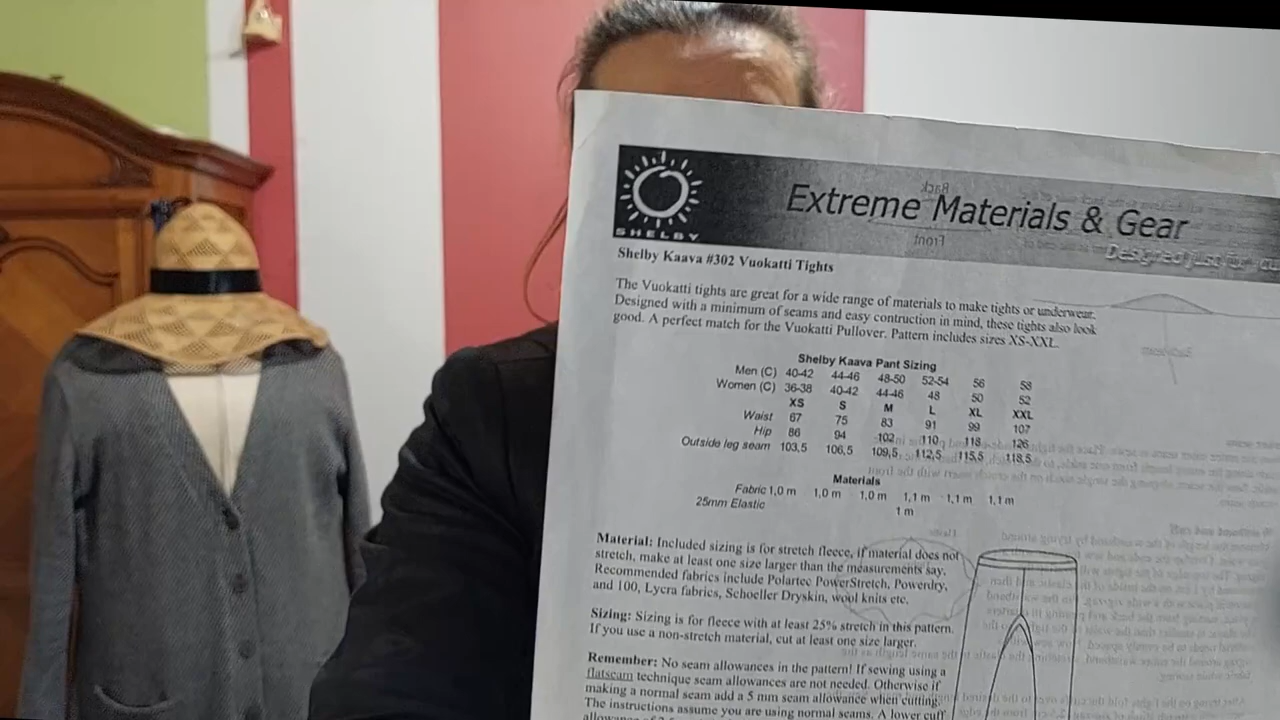 SHELBY
Extreme Materials & Gear
Designed just for
Shelby Kaava #302 Vuokatti Tights
The Vuokatti tights are great for a wide range of materials to make tights or underwear.
Designed with a minimum of seams and easy contruction in mind, these tights also look
good. A perfect match for the Vuokatti Pullover. Pattern includes sizes XS-XXL.
Shelby Kaava Pant Sizing
Men (C) 40-42 44-46 48-50 52-54 56 58
Women (C) 36-38 40-42 44-46 48 50 52
XS S M L XL XXL
Waist 67 75 83 91 99 107
Hip 86 94 102 110 118 126
Outside leg seam 103,5 106,5 109,5 112,5 115,5 118,5
Materials
Fabric 1,0 m 1,0 m 1,0 m 1,1 m 1,1 m 1,1 m
25mm Elastic 1 m
Material: Included sizing is for stretch fleece, if material does not
stretch, make at least one size larger than the measurements say.
Recommended fabrics include Polartec PowerStretch, Powerdry,
and 100, Lycra fabrics, Schoeller Dryskin, wool knits etc.
Sizing: Sizing is for fleece with at least 25% stretch in this pattern.
If you use a non-stretch material, cut at least one size larger.
Remember: No seam allowances in the pattern! If sewing using a
flatseam technique seam allowances are not needed. Otherwise if
making a normal seam add a 5 mm seam allowance when cutting.
The instructions assume you are using normal seams. A lower cuff